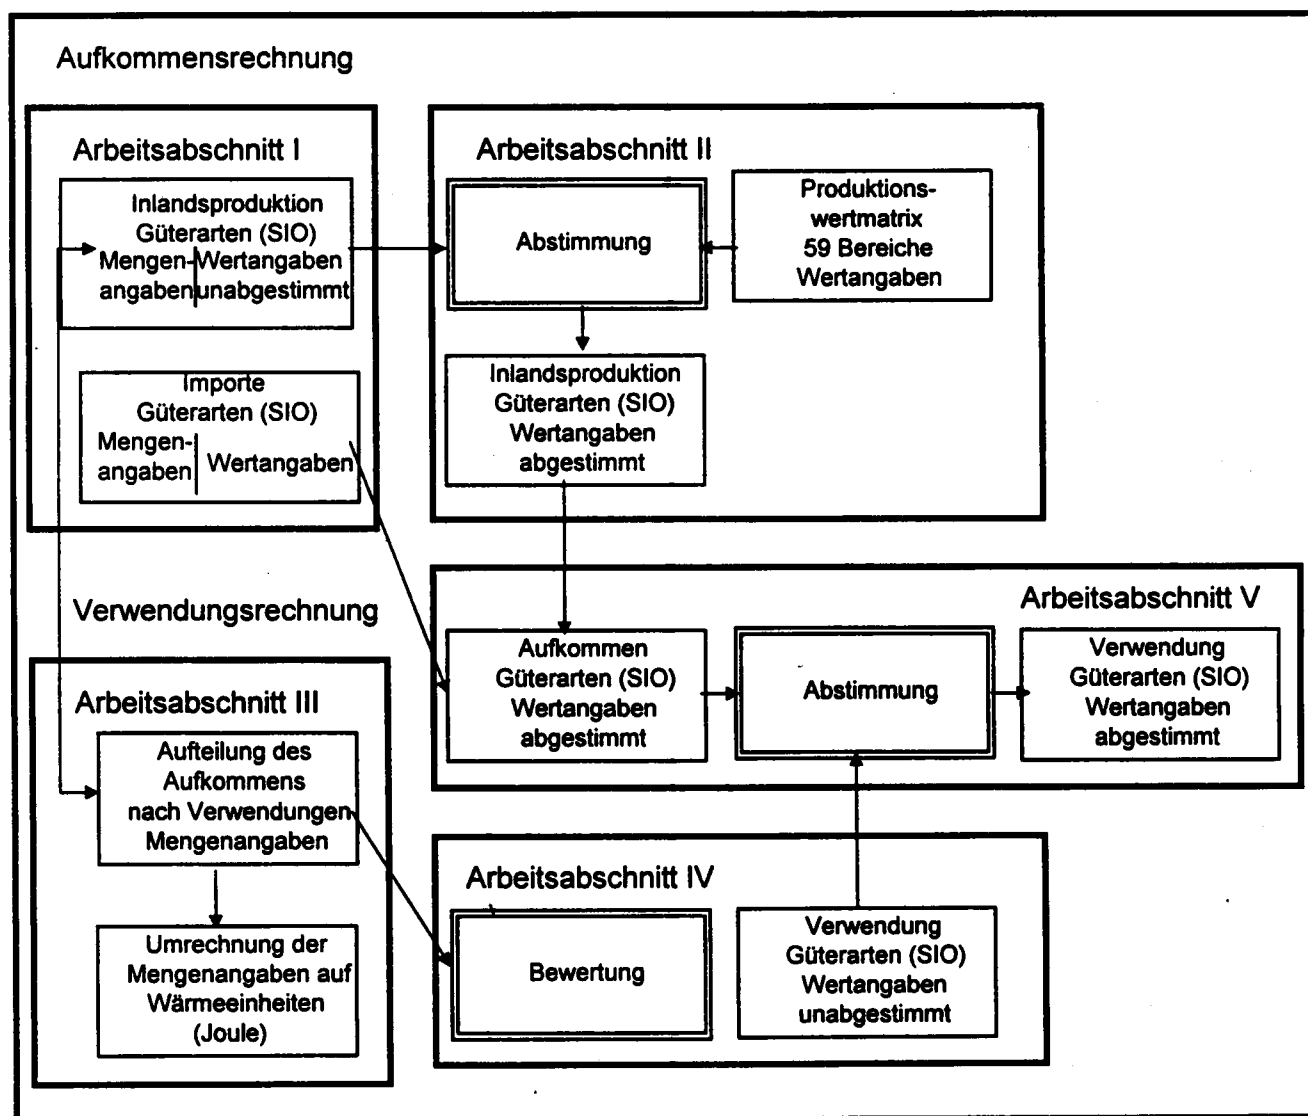 Aufkommensrechnung
Arbeitsabschnitt I
Inlandsproduktion
Güterarten (SIO)
Mengen- Wertangaben
angaben unabgestimmt
Importe
Güterarten (SIO)
Mengen-
angaben Wertangaben
Arbeitsabschnitt II
Abstimmung
Produktions-
wertmatrix
59 Bereiche
Wertangaben
Inlandsproduktion
Güterarten (SIO)
Wertangaben
abgestimmt
Verwendungsrechnung
Arbeitsabschnitt III
Aufteilung des
Aufkommens
nach Verwendungen
Mengenangaben
Umrechnung der
Mengenangaben auf
Wärmeeinheiten
(Joule)
Arbeitsabschnitt V
Aufkommen
Güterarten (SIO)
Wertangaben
abgestimmt
Abstimmung
Verwendung
Güterarten (SIO)
Wertangaben
abgestimmt
Arbeitsabschnitt IV
Bewertung
Verwendung
Güterarten (SIO)
Wertangaben
unabgestimmt